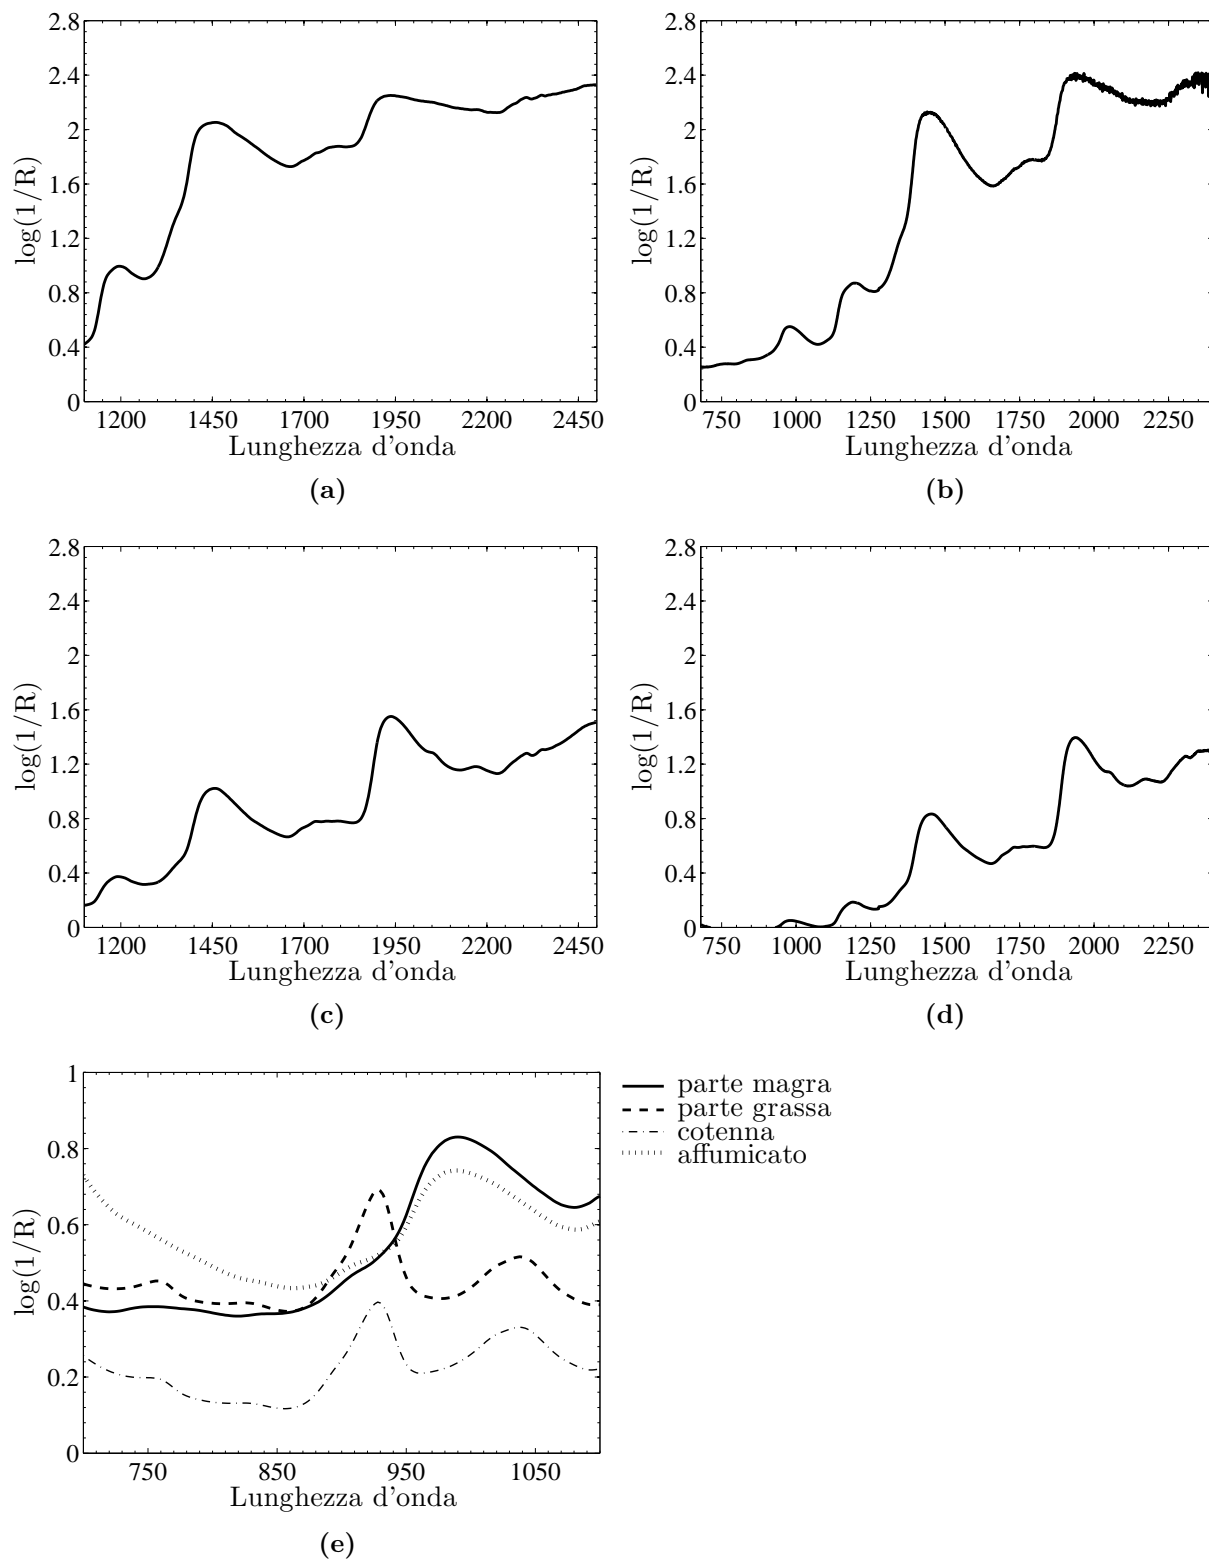 2.8
2.4
2
1.6
1.2
0.8
0.4
0
log(1/R)
1200 1450 1700 1950 2200 2450
Lunghezza d'onda
(a)
2.8
2.4
2
1.6
1.2
0.8
0.4
0
log(1/R)
750 1000 1250 1500 1750 2000 2250
Lunghezza d'onda
(b)
2.8
2.4
2
1.6
1.2
0.8
0.4
0
log(1/R)
1200 1450 1700 1950 2200 2450
Lunghezza d'onda
(c)
2.8
2.4
2
1.6
1.2
0.8
0.4
0
log(1/R)
750 1000 1250 1500 1750 2000 2250
Lunghezza d'onda
(d)
1
0.8
0.6
0.4
0.2
0
log(1/R)
750 850 950 1050
Lunghezza d'onda
(e)
parte magra
parte grassa
cotenna
affumicato